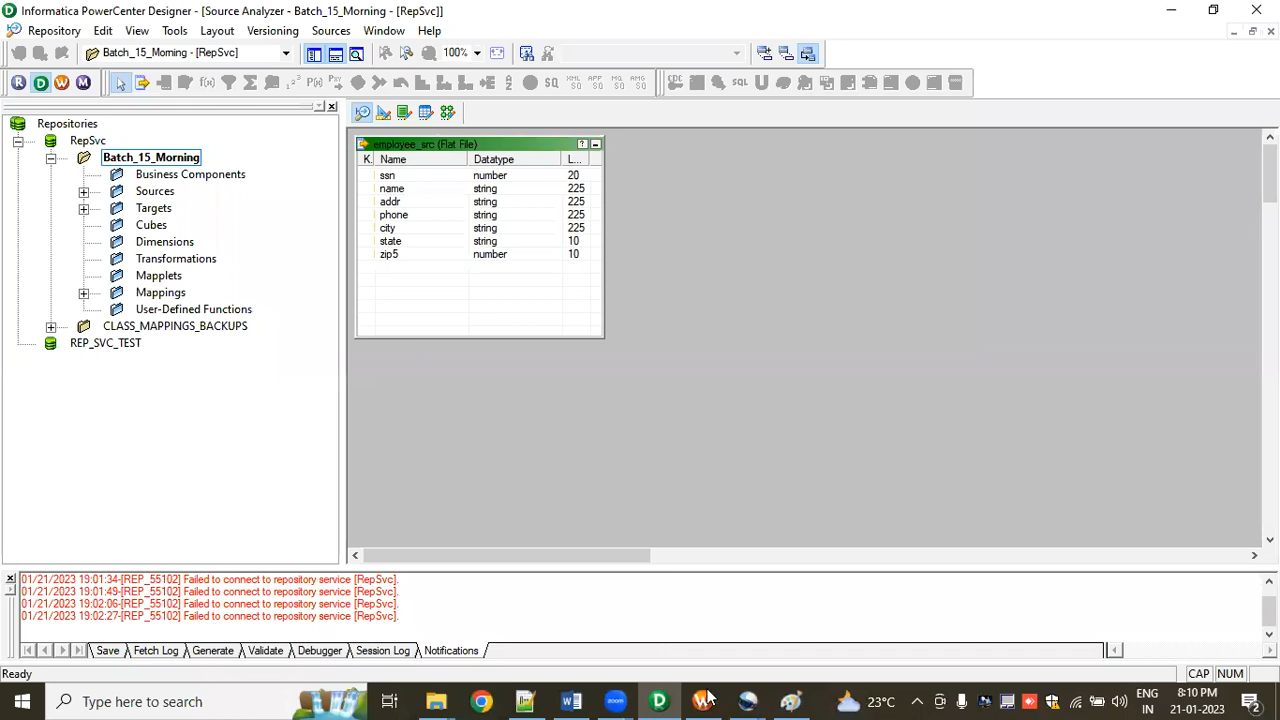 Informatica PowerCenter Designer - [Source Analyzer - Batch_15_Morning - [RepSvc]]
Repository Edit View Tools Layout Versioning Sources Window Help
Batch_15_Morning - [RepSvc] 100%
R D W M
Repositories
RepSvc
Batch_15_Morning
Business Components
Sources
Targets
Cubes
Dimensions
Transformations
Mapplets
Mappings
User-Defined Functions
CLASS_MAPPINGS_BACKUPS
REP_SVC_TEST
employee_src (Flat File)
K. Name Datatype L...
ssn number 20
name string 225
addr string 225
phone string 225
city string 225
state string 10
zip5 number 10
01/21/2023 19:01:34-[REP_55102] Failed to connect to repository service [RepSvc].
01/21/2023 19:01:49-[REP_55102] Failed to connect to repository service [RepSvc].
01/21/2023 19:02:06-[REP_55102] Failed to connect to repository service [RepSvc].
01/21/2023 19:02:27-[REP_55102] Failed to connect to repository service [RepSvc].
Save Fetch Log Generate Validate Debugger Session Log Notifications
Ready CAP NUM
Type here to search
23°C
ENG
IN
8:10 PM
21-01-2023
2